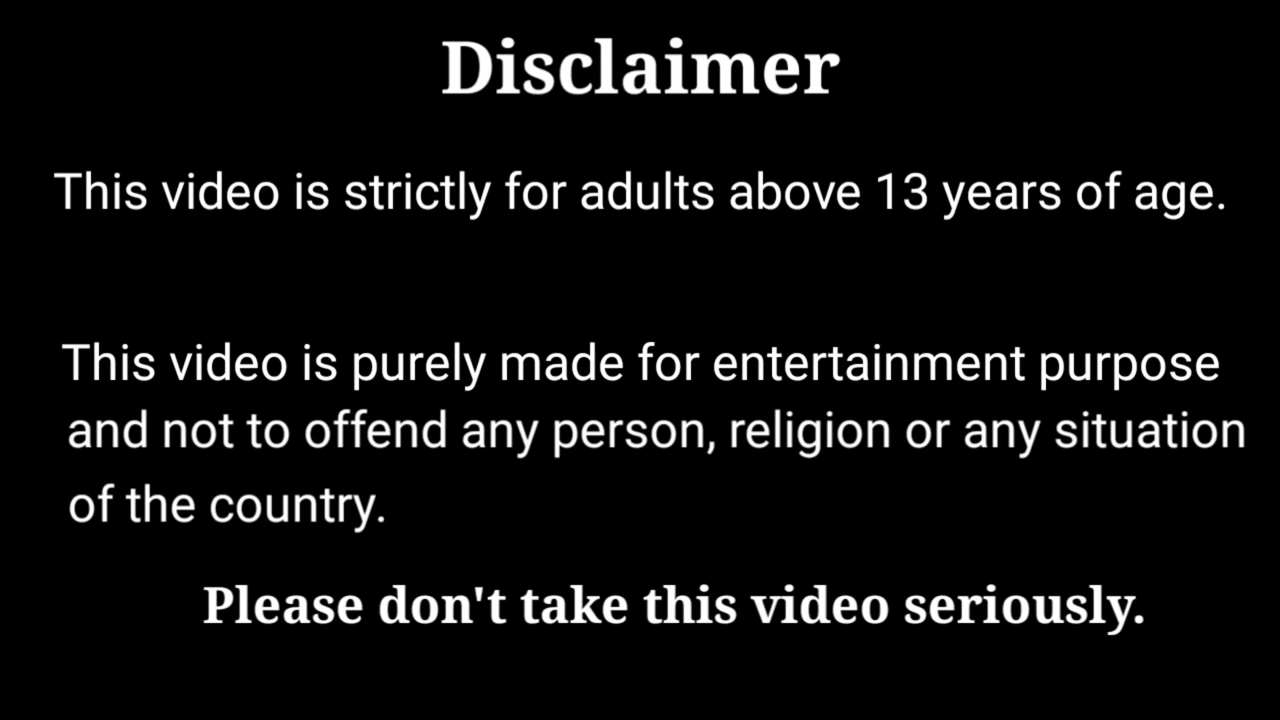 Disclaimer
This video is strictly for adults above 13 years of age.
This video is purely made for entertainment purpose
and not to offend any person, religion or any situation
of the country.
Please don't take this video seriously.